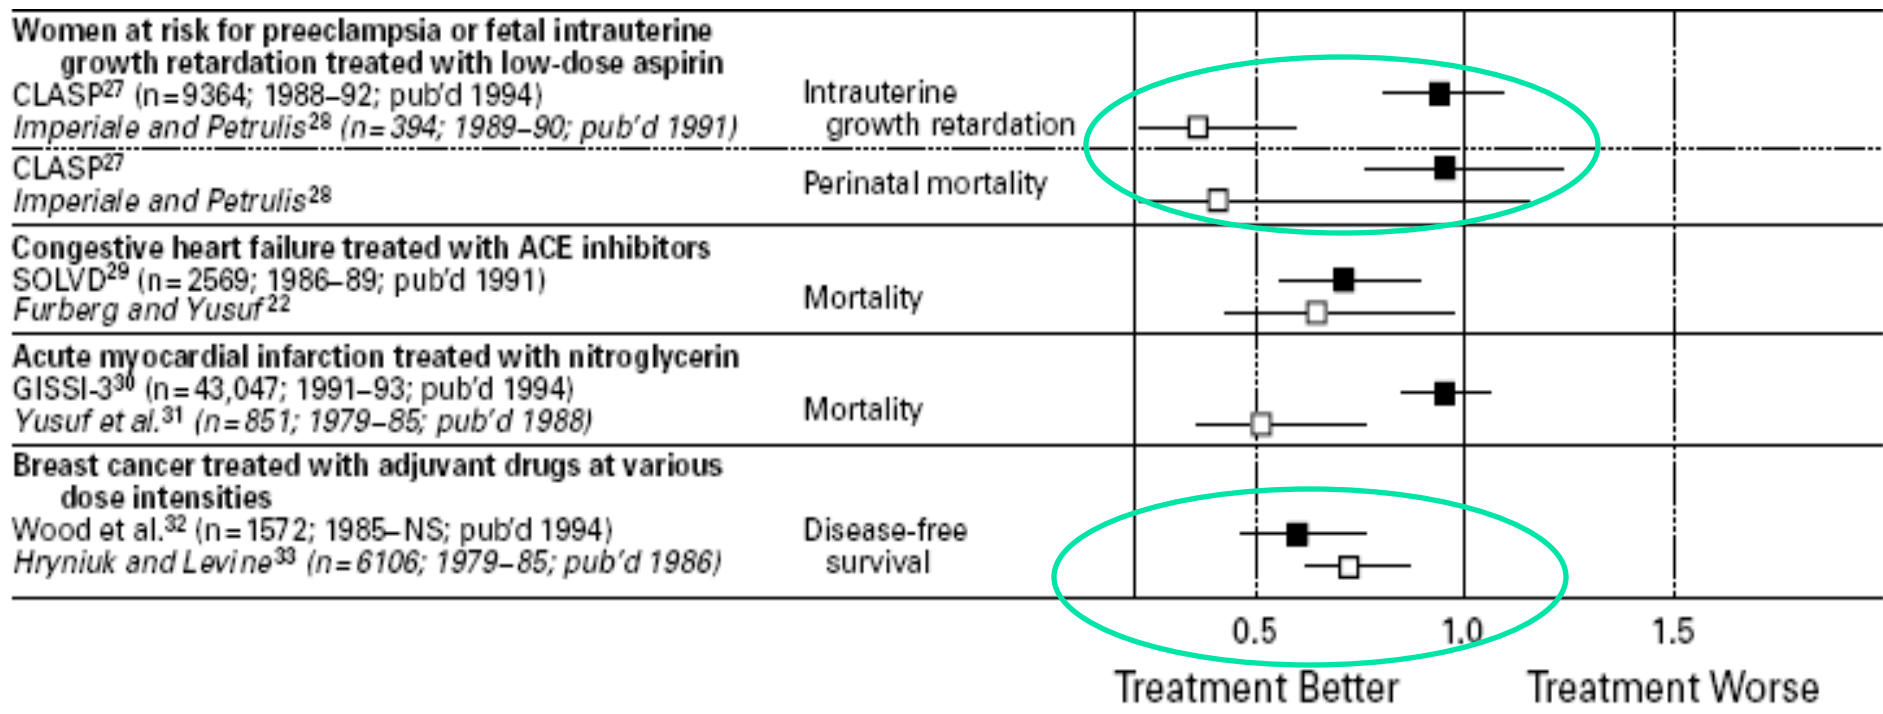 Women at risk for preeclampsia or fetal intrauterine
growth retardation treated with low-dose aspirin
CLASP27 (n=9364; 1988–92; pub'd 1994)
Imperiale and Petrulis28 (n=394; 1989–90; pub'd 1991)
Intrauterine
growth retardation
CLASP27
Imperiale and Petrulis28
Perinatal mortality
Congestive heart failure treated with ACE inhibitors
SOLVD29 (n=2569; 1986–89; pub'd 1991)
Furberg and Yusuf22
Mortality
Acute myocardial infarction treated with nitroglycerin
GISSI-330 (n=43,047; 1991–93; pub'd 1994)
Yusuf et al.31 (n=851; 1979–85; pub'd 1988)
Mortality
Breast cancer treated with adjuvant drugs at various
dose intensities
Wood et al.32 (n=1572; 1985–NS; pub'd 1994)
Hryniuk and Levine33 (n=6106; 1979–85; pub'd 1986)
Disease-free
survival
0.5 1.0 1.5
Treatment Better Treatment Worse